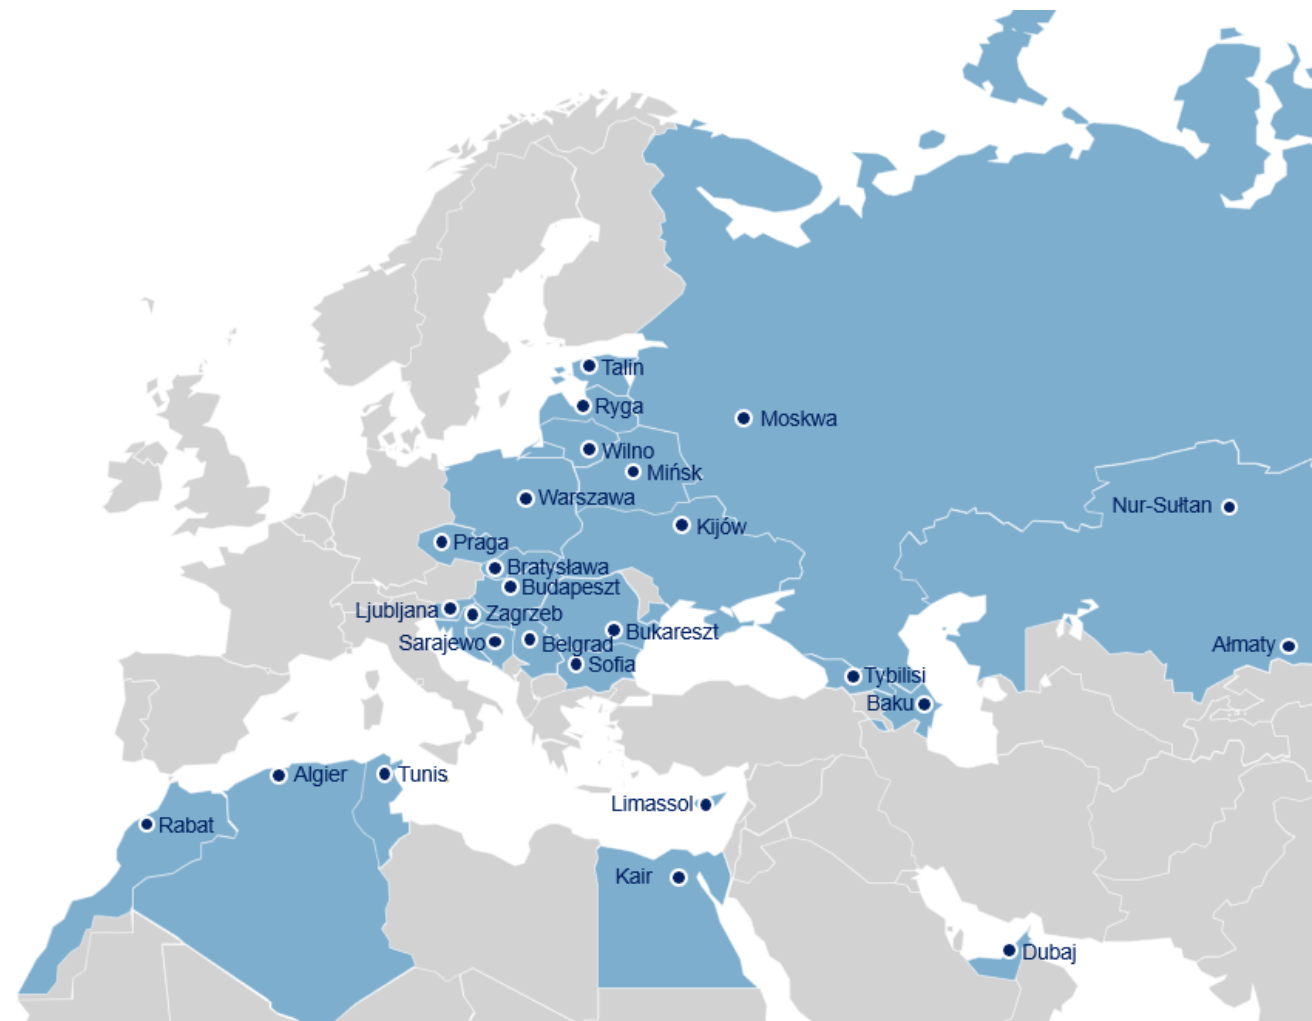 Talin
Ryga
Moskwa
Wilno
Mińsk
Warszawa
Nur-Sułtan
Kijów
Praga
Bratysława
Budapeszt
Ljubljana
Zagrzeb
Bukareszt
Sarajewo
Belgrad
Ałmaty
Sofia
Tybilisi
Baku
Algier
Tunis
Limassol
Rabat
Kair
Dubaj